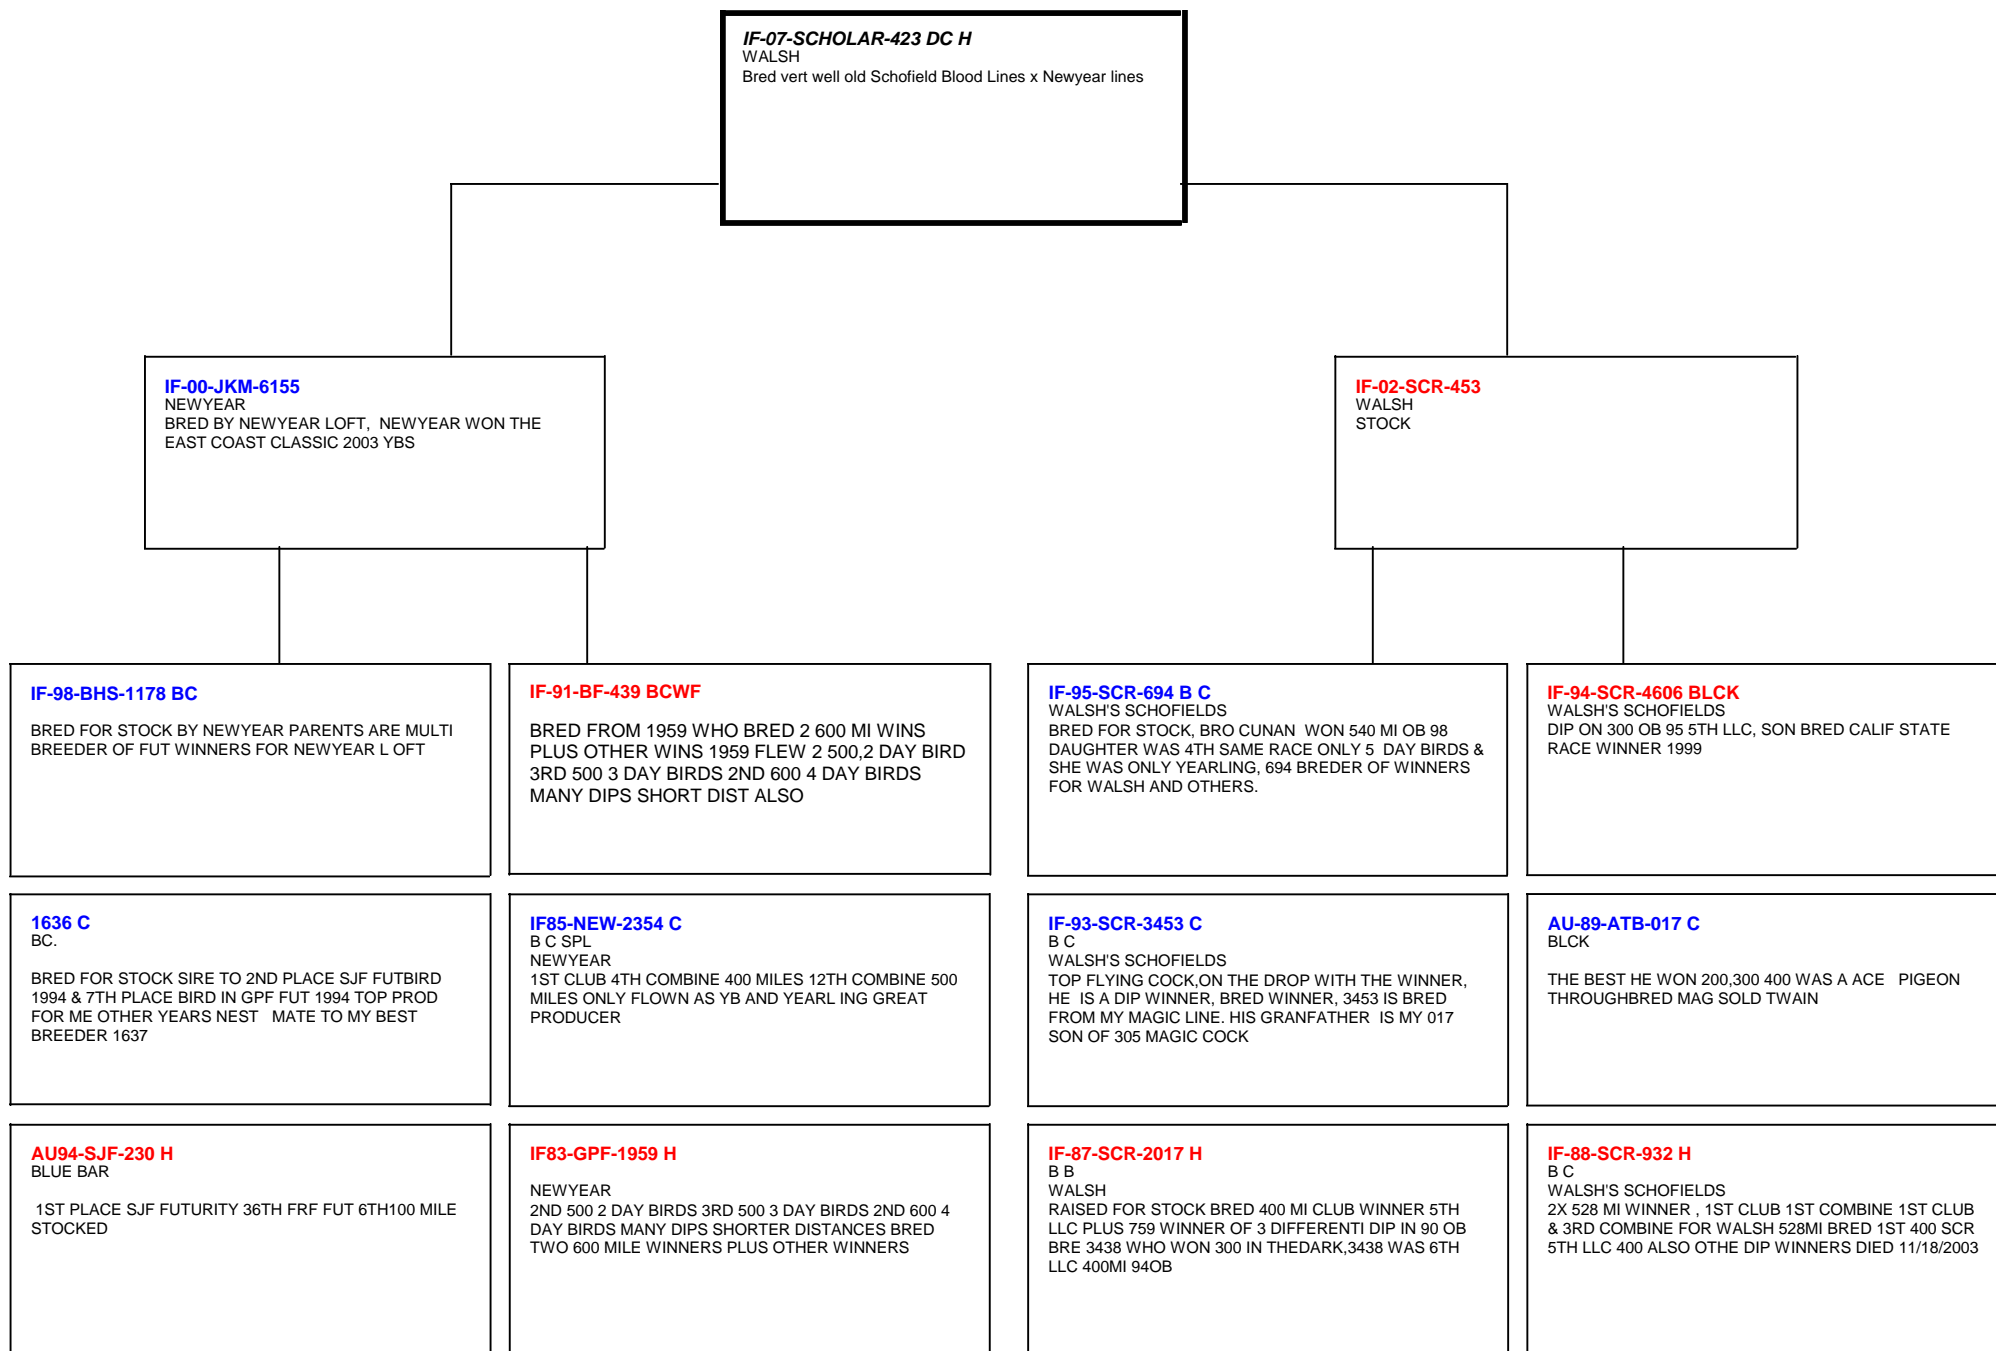 IF-07-SCHOLAR-423 DC H
WALSH
Bred vert well old Schofield Blood Lines x Newyear lines
IF-00-JKM-6155
NEWYEAR
BRED BY NEWYEAR LOFT, NEWYEAR WON THE
EAST COAST CLASSIC 2003 YBS
IF-02-SCR-453
WALSH
STOCK
IF-98-BHS-1178 BC
BRED FOR STOCK BY NEWYEAR PARENTS ARE MULTI
BREEDER OF FUT WINNERS FOR NEWYEAR L OFT
IF-91-BF-439 BCWF
BRED FROM 1959 WHO BRED 2 600 MI WINS
PLUS OTHER WINS 1959 FLEW 2 500,2 DAY BIRD
3RD 500 3 DAY BIRDS 2ND 600 4 DAY BIRDS
MANY DIPS SHORT DIST ALSO
IF-95-SCR-694 B C
WALSH'S SCHOFIELDS
BRED FOR STOCK, BRO CUNAN WON 540 MI OB 98
DAUGHTER WAS 4TH SAME RACE ONLY 5 DAY BIRDS &
SHE WAS ONLY YEARLING, 694 BREDER OF WINNERS
FOR WALSH AND OTHERS.
IF-94-SCR-4606 BLCK
WALSH'S SCHOFIELDS
DIP ON 300 OB 95 5TH LLC, SON BRED CALIF STATE
RACE WINNER 1999
1636 C
BC.
BRED FOR STOCK SIRE TO 2ND PLACE SJF FUTBIRD
1994 & 7TH PLACE BIRD IN GPF FUT 1994 TOP PROD
FOR ME OTHER YEARS NEST MATE TO MY BEST
BREEDER 1637
IF85-NEW-2354 C
B C SPL
NEWYEAR
1ST CLUB 4TH COMBINE 400 MILES 12TH COMBINE 500
MILES ONLY FLOWN AS YB AND YEARL ING GREAT
PRODUCER
IF-93-SCR-3453 C
B C
WALSH'S SCHOFIELDS
TOP FLYING COCK,ON THE DROP WITH THE WINNER,
HE IS A DIP WINNER, BRED WINNER, 3453 IS BRED
FROM MY MAGIC LINE. HIS GRANFATHER IS MY 017
SON OF 305 MAGIC COCK
AU-89-ATB-017 C
BLCK
THE BEST HE WON 200,300 400 WAS A ACE PIGEON
THROUGHBRED MAG SOLD TWAIN
AU94-SJF-230 H
BLUE BAR
1ST PLACE SJF FUTURITY 36TH FRF FUT 6TH100 MILE
STOCKED
IF83-GPF-1959 H
NEWYEAR
2ND 500 2 DAY BIRDS 3RD 500 3 DAY BIRDS 2ND 600 4
DAY BIRDS MANY DIPS SHORTER DISTANCES BRED
TWO 600 MILE WINNERS PLUS OTHER WINNERS
IF-87-SCR-2017 H
B B
WALSH
RAISED FOR STOCK BRED 400 MI CLUB WINNER 5TH
LLC PLUS 759 WINNER OF 3 DIFFERENTI DIP IN 90 OB
BRE 3438 WHO WON 300 IN THEDARK,3438 WAS 6TH
LLC 400MI 94OB
IF-88-SCR-932 H
B C
WALSH'S SCHOFIELDS
2X 528 MI WINNER , 1ST CLUB 1ST COMBINE 1ST CLUB
& 3RD COMBINE FOR WALSH 528MI BRED 1ST 400 SCR
5TH LLC 400 ALSO OTHE DIP WINNERS DIED 11/18/2003